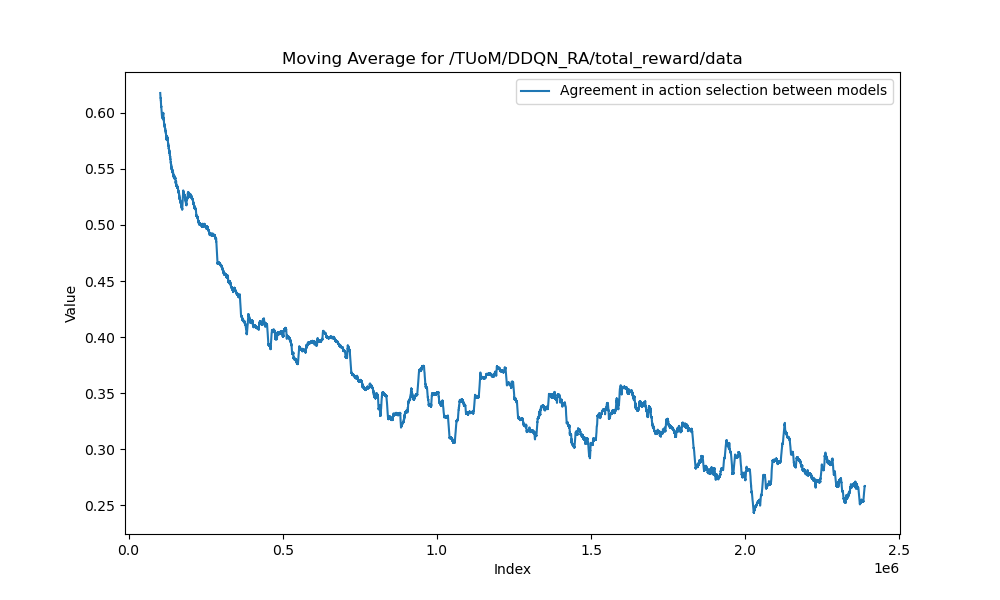 Moving Average for /TUoM/DDQN_RA/total_reward/data
Agreement in action selection between models
0.60
0.55
0.50
0.45
0.40
0.35
0.30
0.25
Value
0.0 0.5 1.0 1.5 2.0 2.5
1e6
Index